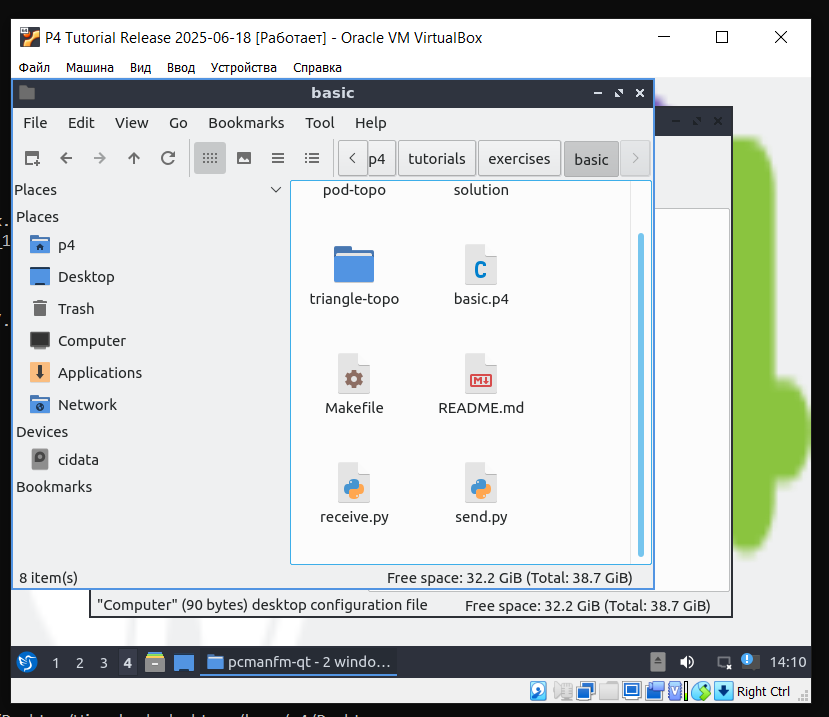 P4 Tutorial Release 2025-06-18 [Работает] - Oracle VM VirtualBox
Файл Машина Вид Ввод Устройства Справка
basic
File Edit View Go Bookmarks Tool Help
p4 tutorials exercises basic
Places
Places
p4
Desktop
Trash
Computer
Applications
Network
Devices
cidata
Bookmarks
pod-topo solution
triangle-topo basic.p4
Makefile README.md
receive.py send.py
8 item(s) Free space: 32.2 GiB (Total: 38.7 GiB)
"Computer" (90 bytes) desktop configuration file Free space: 32.2 GiB (Total: 38.7 GiB)
1 2 3 4 pcmanfm-qt - 2 windo... 14:10
Right Ctrl